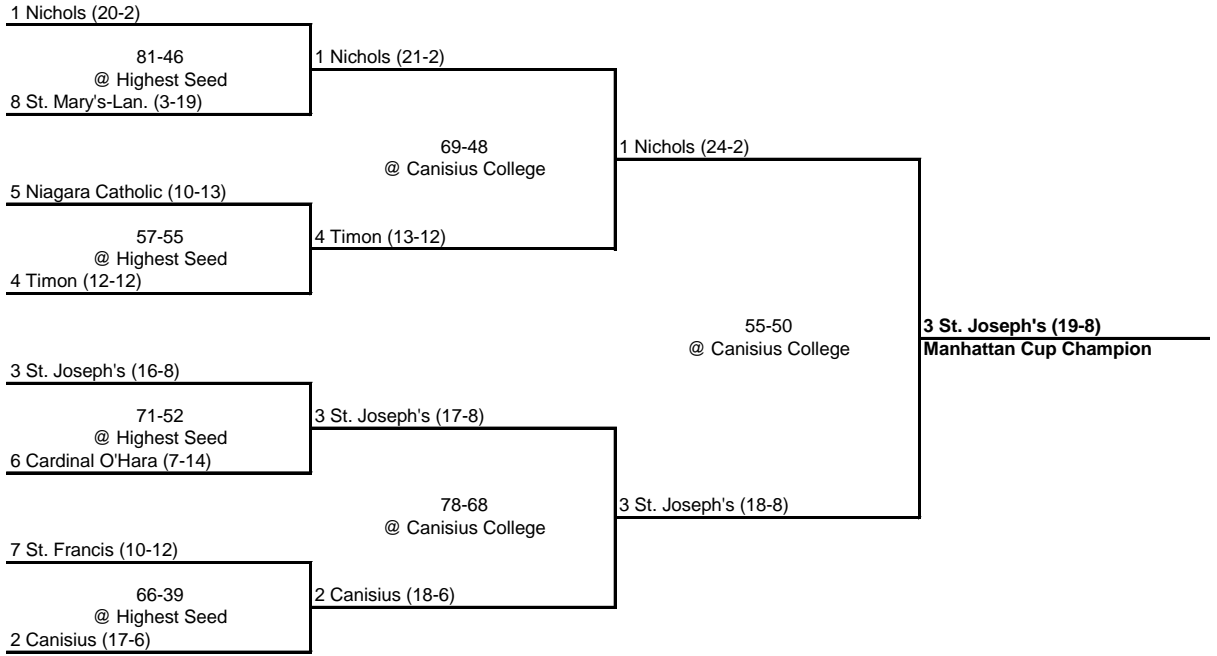 1 Nichols (20-2)
81-46
@ Highest Seed
8 St. Mary's-Lan. (3-19)
1 Nichols (21-2)
69-48
@ Canisius College
1 Nichols (24-2)
5 Niagara Catholic (10-13)
57-55
@ Highest Seed
4 Timon (12-12)
4 Timon (13-12)
55-50
@ Canisius College
3 St. Joseph's (19-8)
Manhattan Cup Champion
3 St. Joseph's (16-8)
71-52
@ Highest Seed
6 Cardinal O'Hara (7-14)
3 St. Joseph's (17-8)
78-68
@ Canisius College
3 St. Joseph's (18-8)
7 St. Francis (10-12)
66-39
@ Highest Seed
2 Canisius (17-6)
2 Canisius (18-6)